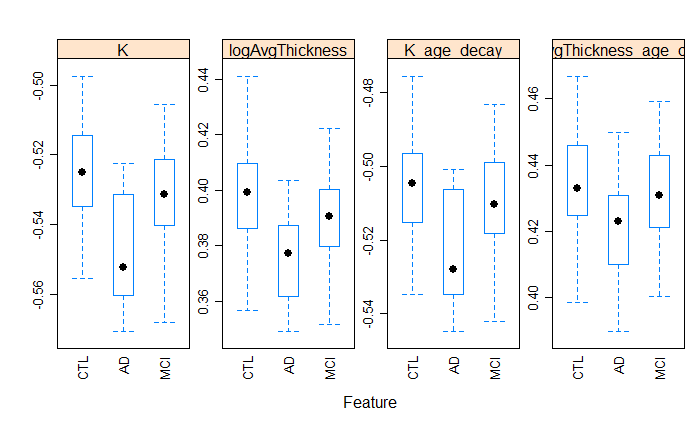 K
logAvgThickness
K_age_decay
-0.50
-0.52
-0.54
-0.56
0.44
0.42
0.40
0.38
0.36
-0.48
-0.50
-0.52
-0.54
0.46
0.44
0.42
0.40
CTL AD MCI
CTL AD MCI
CTL AD MCI
CTL AD MCI
Feature